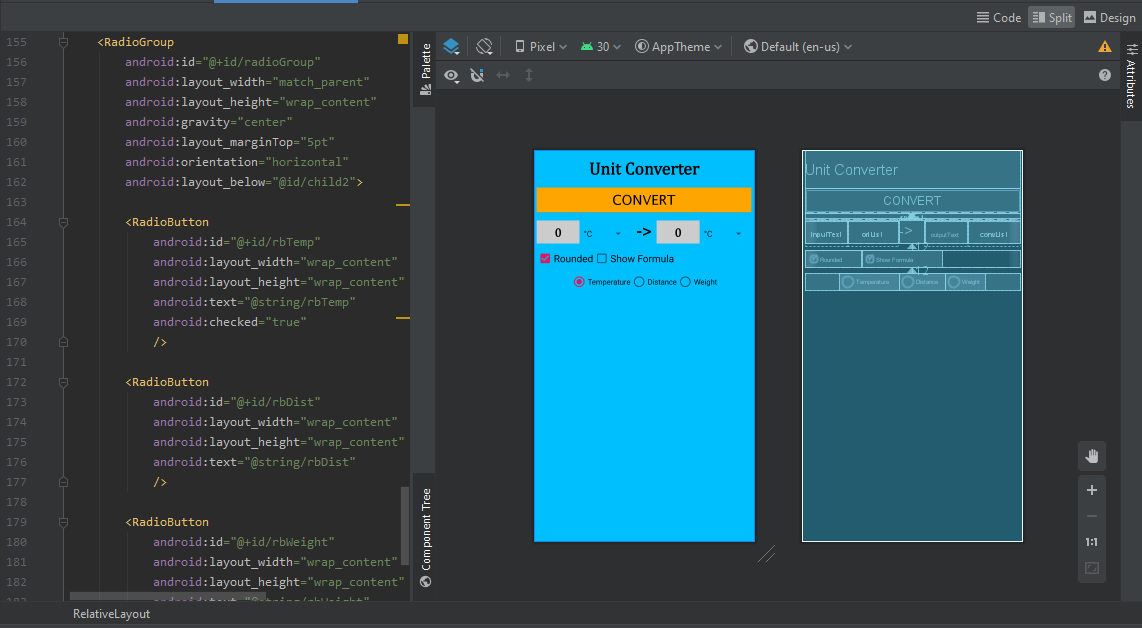 Code Split Design
155 <RadioGroup
156 android:id="@+id/radioGroup"
157 android:layout_width="match_parent"
158 android:layout_height="wrap_content"
159 android:gravity="center"
160 android:layout_marginTop="5pt"
161 android:orientation="horizontal"
162 android:layout_below="@id/child2">
163
164 <RadioButton
165 android:id="@+id/rbTemp"
166 android:layout_width="wrap_content"
167 android:layout_height="wrap_content"
168 android:text="@string/rbTemp"
169 android:checked="true"
170 />
171
172 <RadioButton
173 android:id="@+id/rbDist"
174 android:layout_width="wrap_content"
175 android:layout_height="wrap_content"
176 android:text="@string/rbDist"
177 />
178
179 <RadioButton
180 android:id="@+id/rbWeight"
181 android:layout_width="wrap_content"
182 android:layout_height="wrap_content"
Palette
Component Tree
Pixel 30 AppTheme Default (en-us)
Attributes
Unit Converter
CONVERT
0 °C -> 0 °C
Rounded Show Formula
Temperature Distance Weight
Unit Converter
CONVERT
inputText -> outputText
Rounded Show Formula
Temperature Distance Weight
1:1
RelativeLayout